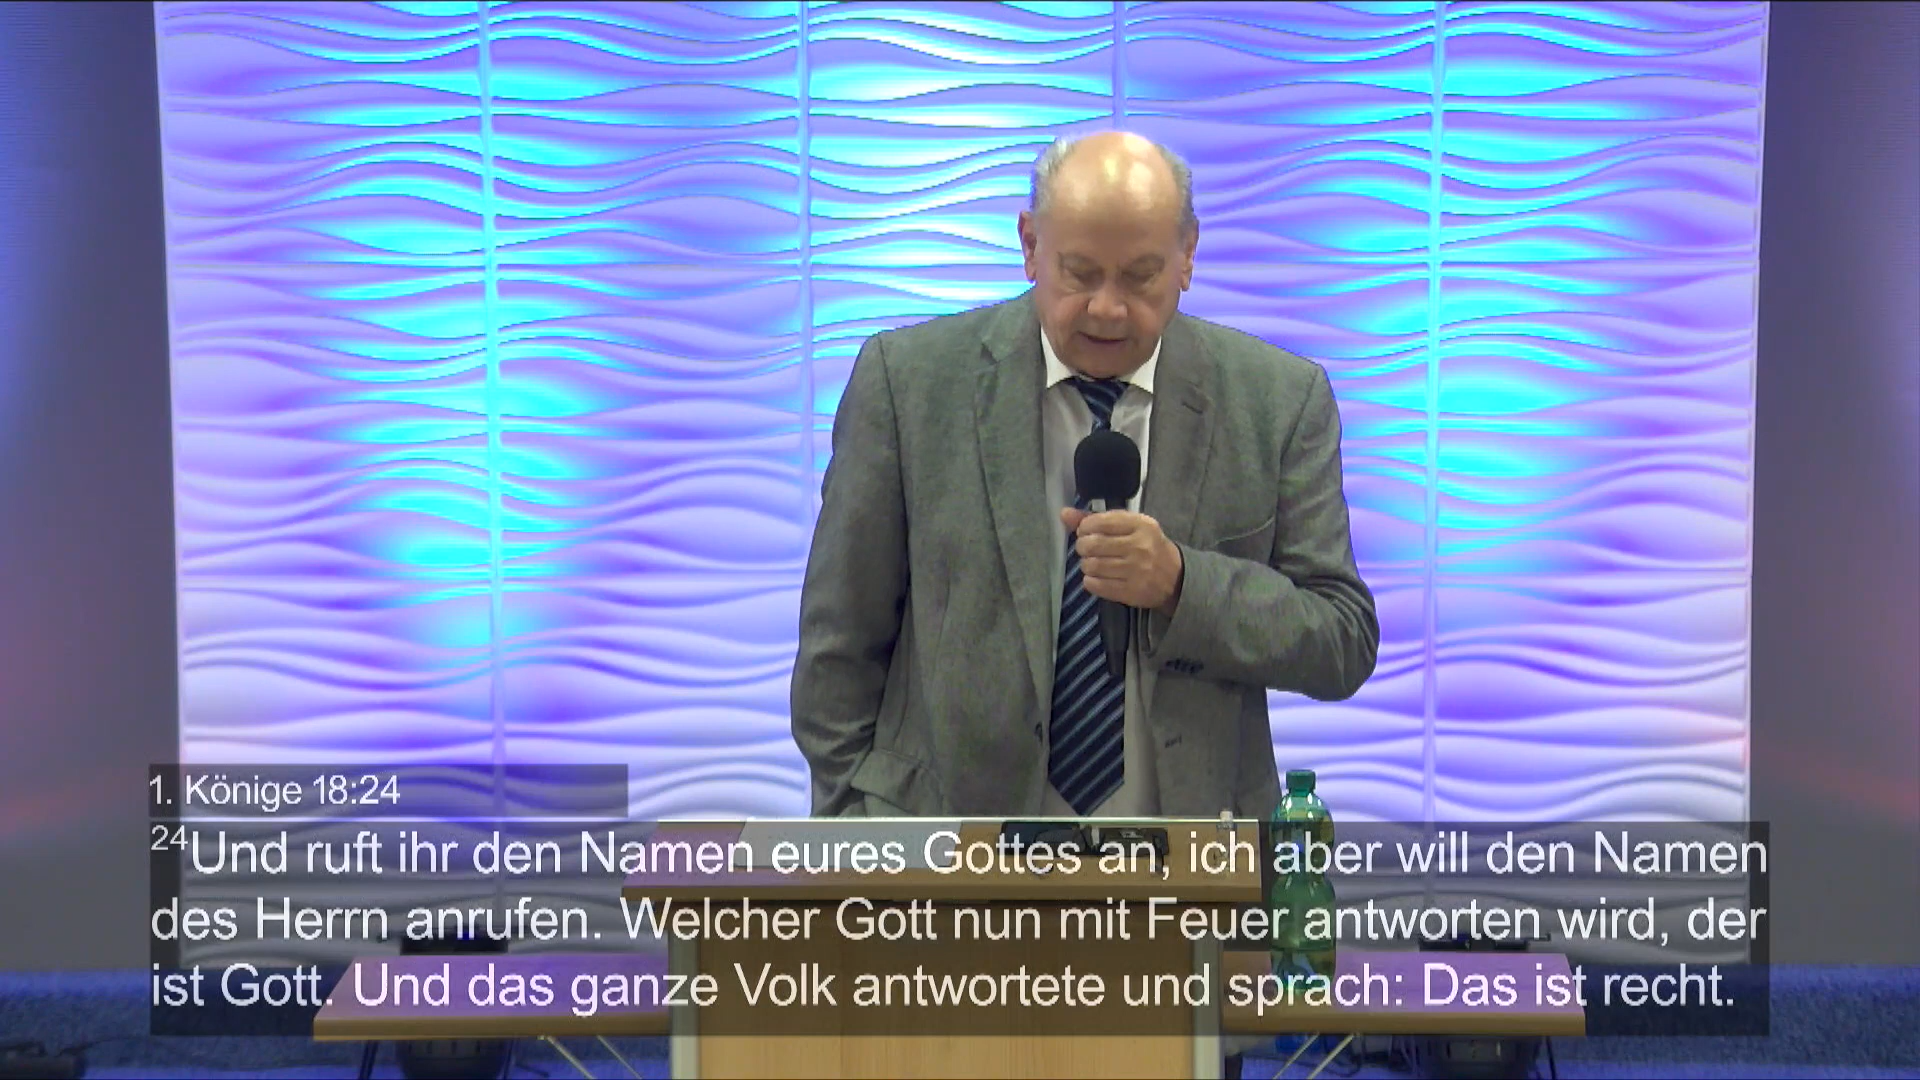 1. Könige 18:24
24Und ruft ihr den Namen eures Gottes an, ich aber will den Namen
des Herrn anrufen. Welcher Gott nun mit Feuer antworten wird, der
ist Gott. Und das ganze Volk antwortete und sprach: Das ist recht.